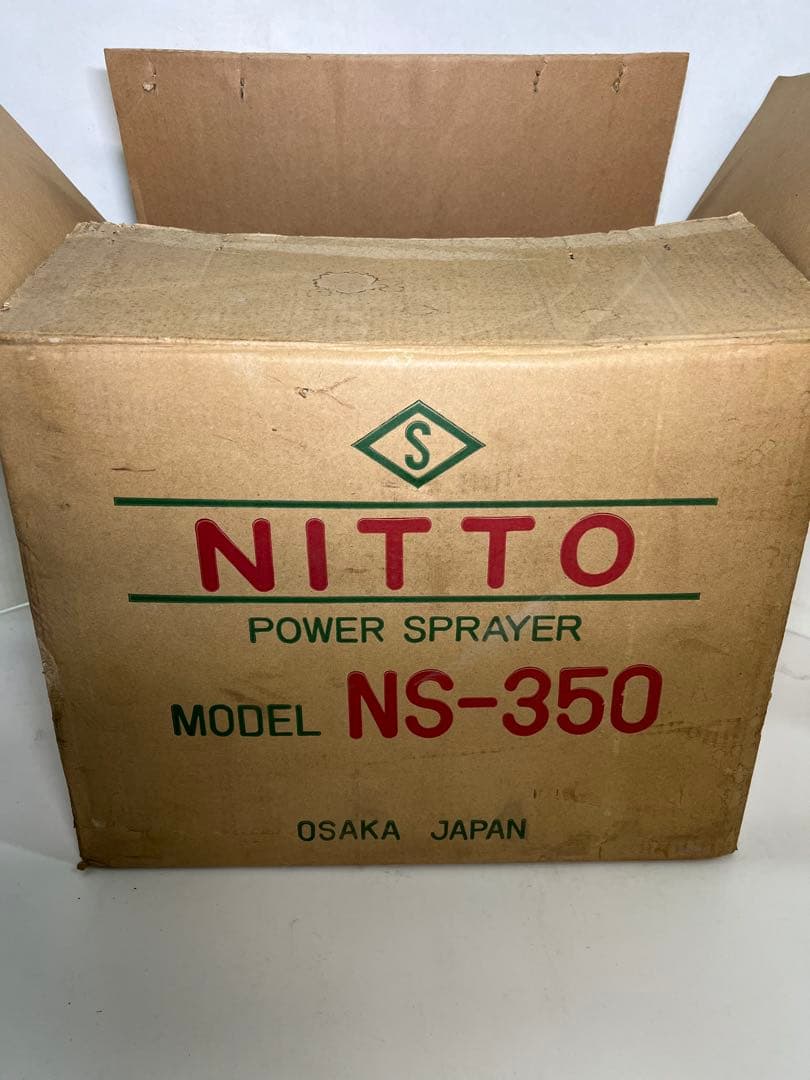 S
NITTO
POWER SPRAYER
MODEL NS-350
OSAKA JAPAN